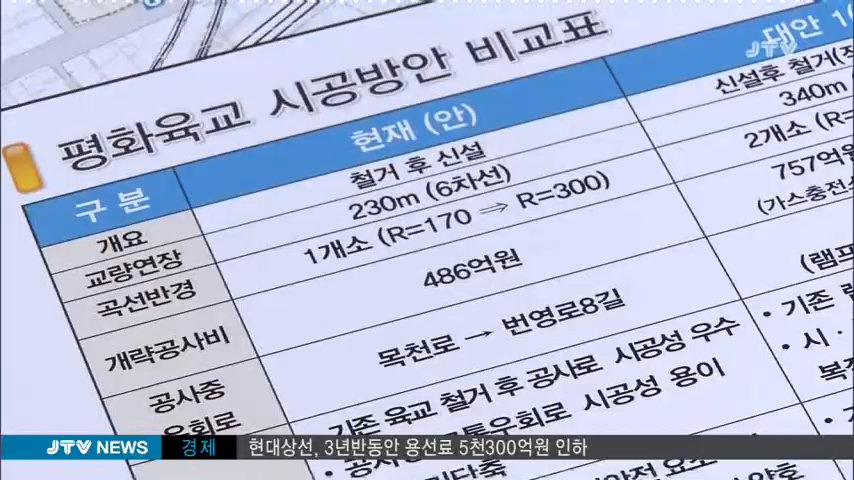 평화육교 시공방안 비교표
JTV
구 분
현재 (안)
대안 1(
개요
철거 후 신설
신설후 철거(
교량연장
230m (6차선)
340m
곡선반경
1개소 (R=170 ⇒ R=300)
2개소 (R=
개략공사비
486억원
757억원
(가스충전소
공사중
우회로
목천로 → 번영로8길
(램프
기존 육교 철거 후 공사로 시공성 우수
• 기존
• 시 ·
시공성 용이
JTV NEWS
경제
현대상선, 3년반동안 용선료 5천300억원 인하